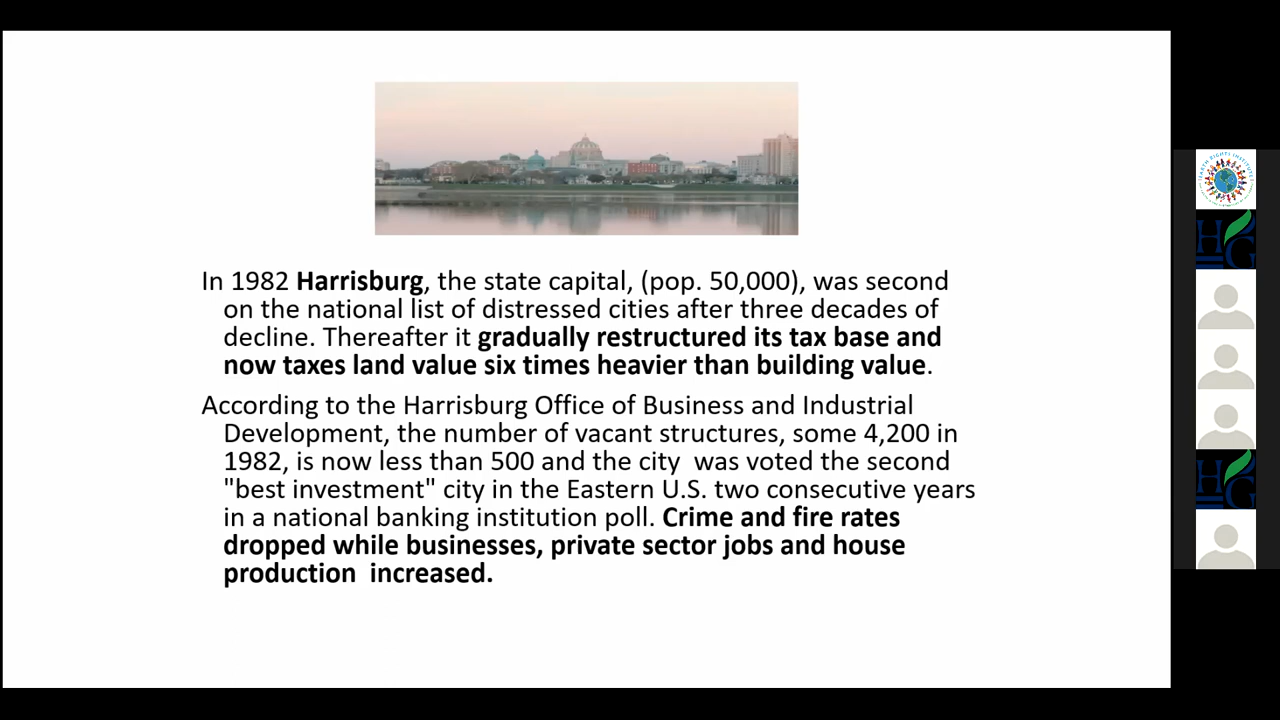 In 1982 Harrisburg, the state capital, (pop. 50,000), was second
on the national list of distressed cities after three decades of
decline. Thereafter it gradually restructured its tax base and
now taxes land value six times heavier than building value.
According to the Harrisburg Office of Business and Industrial
Development, the number of vacant structures, some 4,200 in
1982, is now less than 500 and the city  was voted the second
"best investment" city in the Eastern U.S. two consecutive years
in a national banking institution poll. Crime and fire rates
dropped while businesses, private sector jobs and house
production  increased.
EARTH RIGHTS INSTITUTE
H G
H G